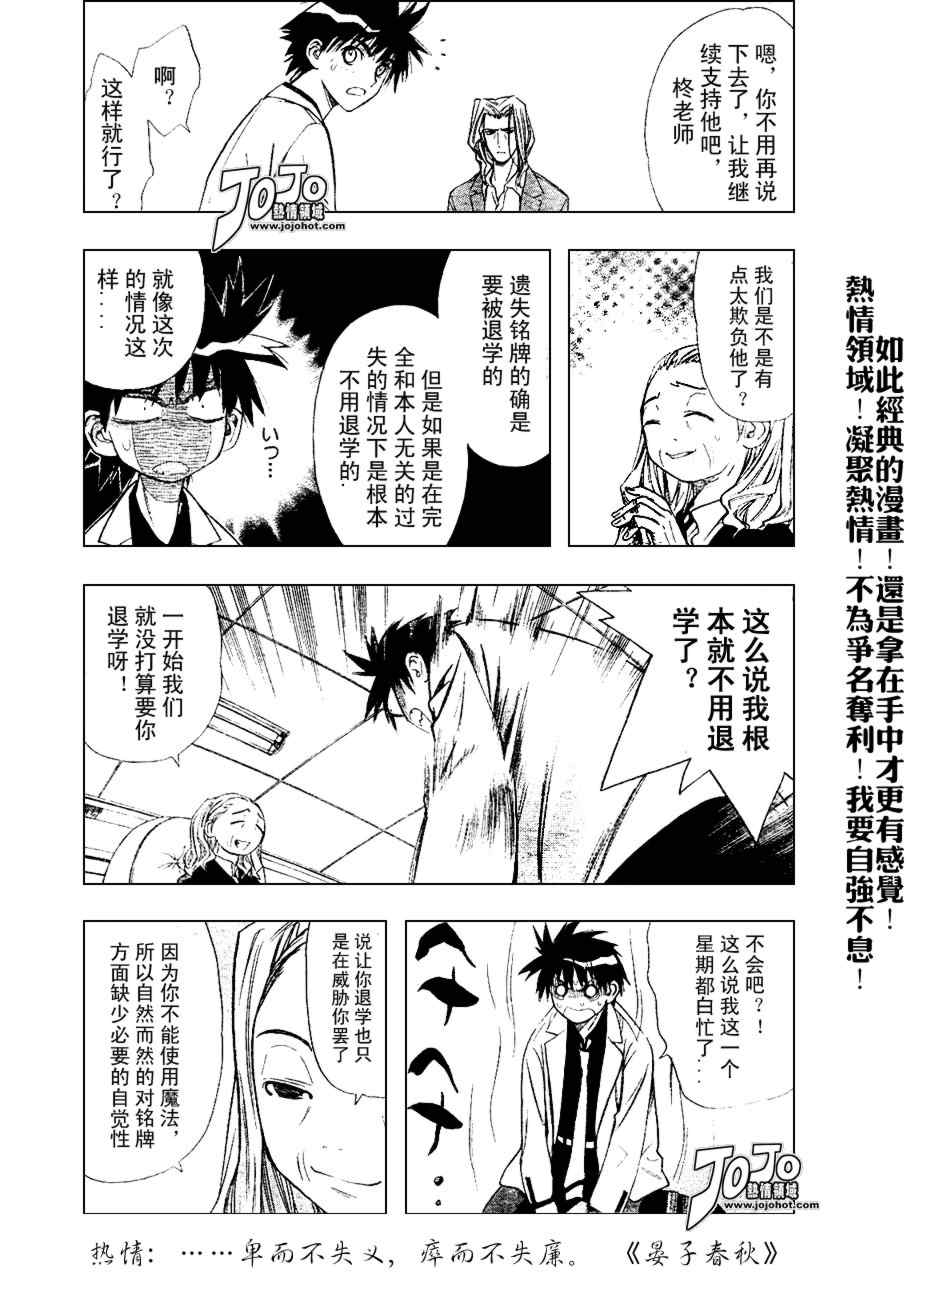 嗯，你不用再说
下去了，让我继
续支持他吧，
柊老师
啊？
这样就行了？
JOJO
熱情領域
www.jojohot.com
我们是不是有
点太欺负他了？
遗失铭牌的确是
要被退学的
但是如果是在完
全和本人无关的过
失的情况下是根本
不用退学的．
就像这次
的情况这
样．．．
いっ…
这么说我根
本就不用退
学了？
一开始我们
就没打算要你
退学呀！
不会吧？！
这么说我这一个
星期都白忙了．．．
说让你退学也只
是在威胁你罢了
因为你不能使用魔法，
所以自然而然的对铭牌
方面缺少必要的自觉性
JOJO
熱情領域
www.jojohot.com
如此經典的漫畫！還是拿在手中才更有感覺！
熱情領域！凝聚熱情！不為爭名奪利！我要自強不息！
热情：……卑而不失义，瘁而不失廉。 《晏子春秋》